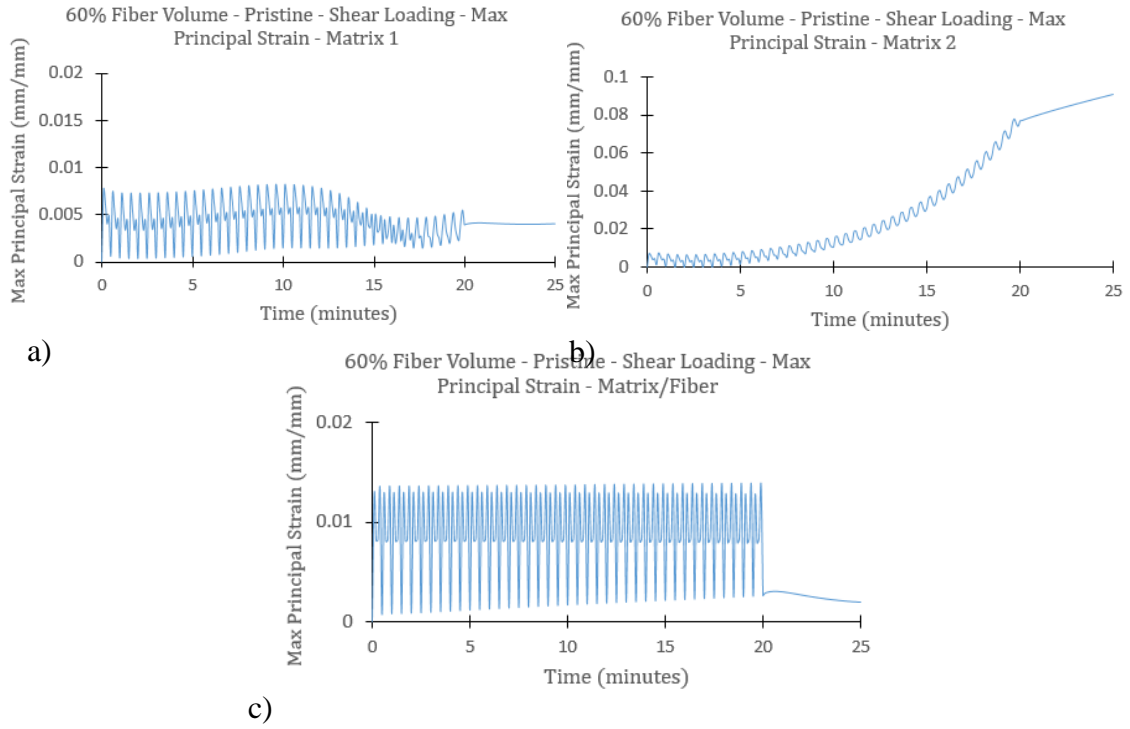 60% Fiber Volume - Pristine - Shear Loading - Max
Principal Strain - Matrix 1
Max Principal Strain (mm/mm)
0.02
0.015
0.01
0.005
0
0 5 10 15 20 25
Time (minutes)
a)
60% Fiber Volume - Pristine - Shear Loading - Max
Principal Strain - Matrix 2
Max Principal Strain (mm/mm)
0.1
0.08
0.06
0.04
0.02
0
0 5 10 15 20 25
Time (minutes)
b)
60% Fiber Volume - Pristine - Shear Loading - Max
Principal Strain - Matrix/Fiber
Max Principal Strain (mm/mm)
0.02
0.01
0
0 5 10 15 20 25
Time (minutes)
c)